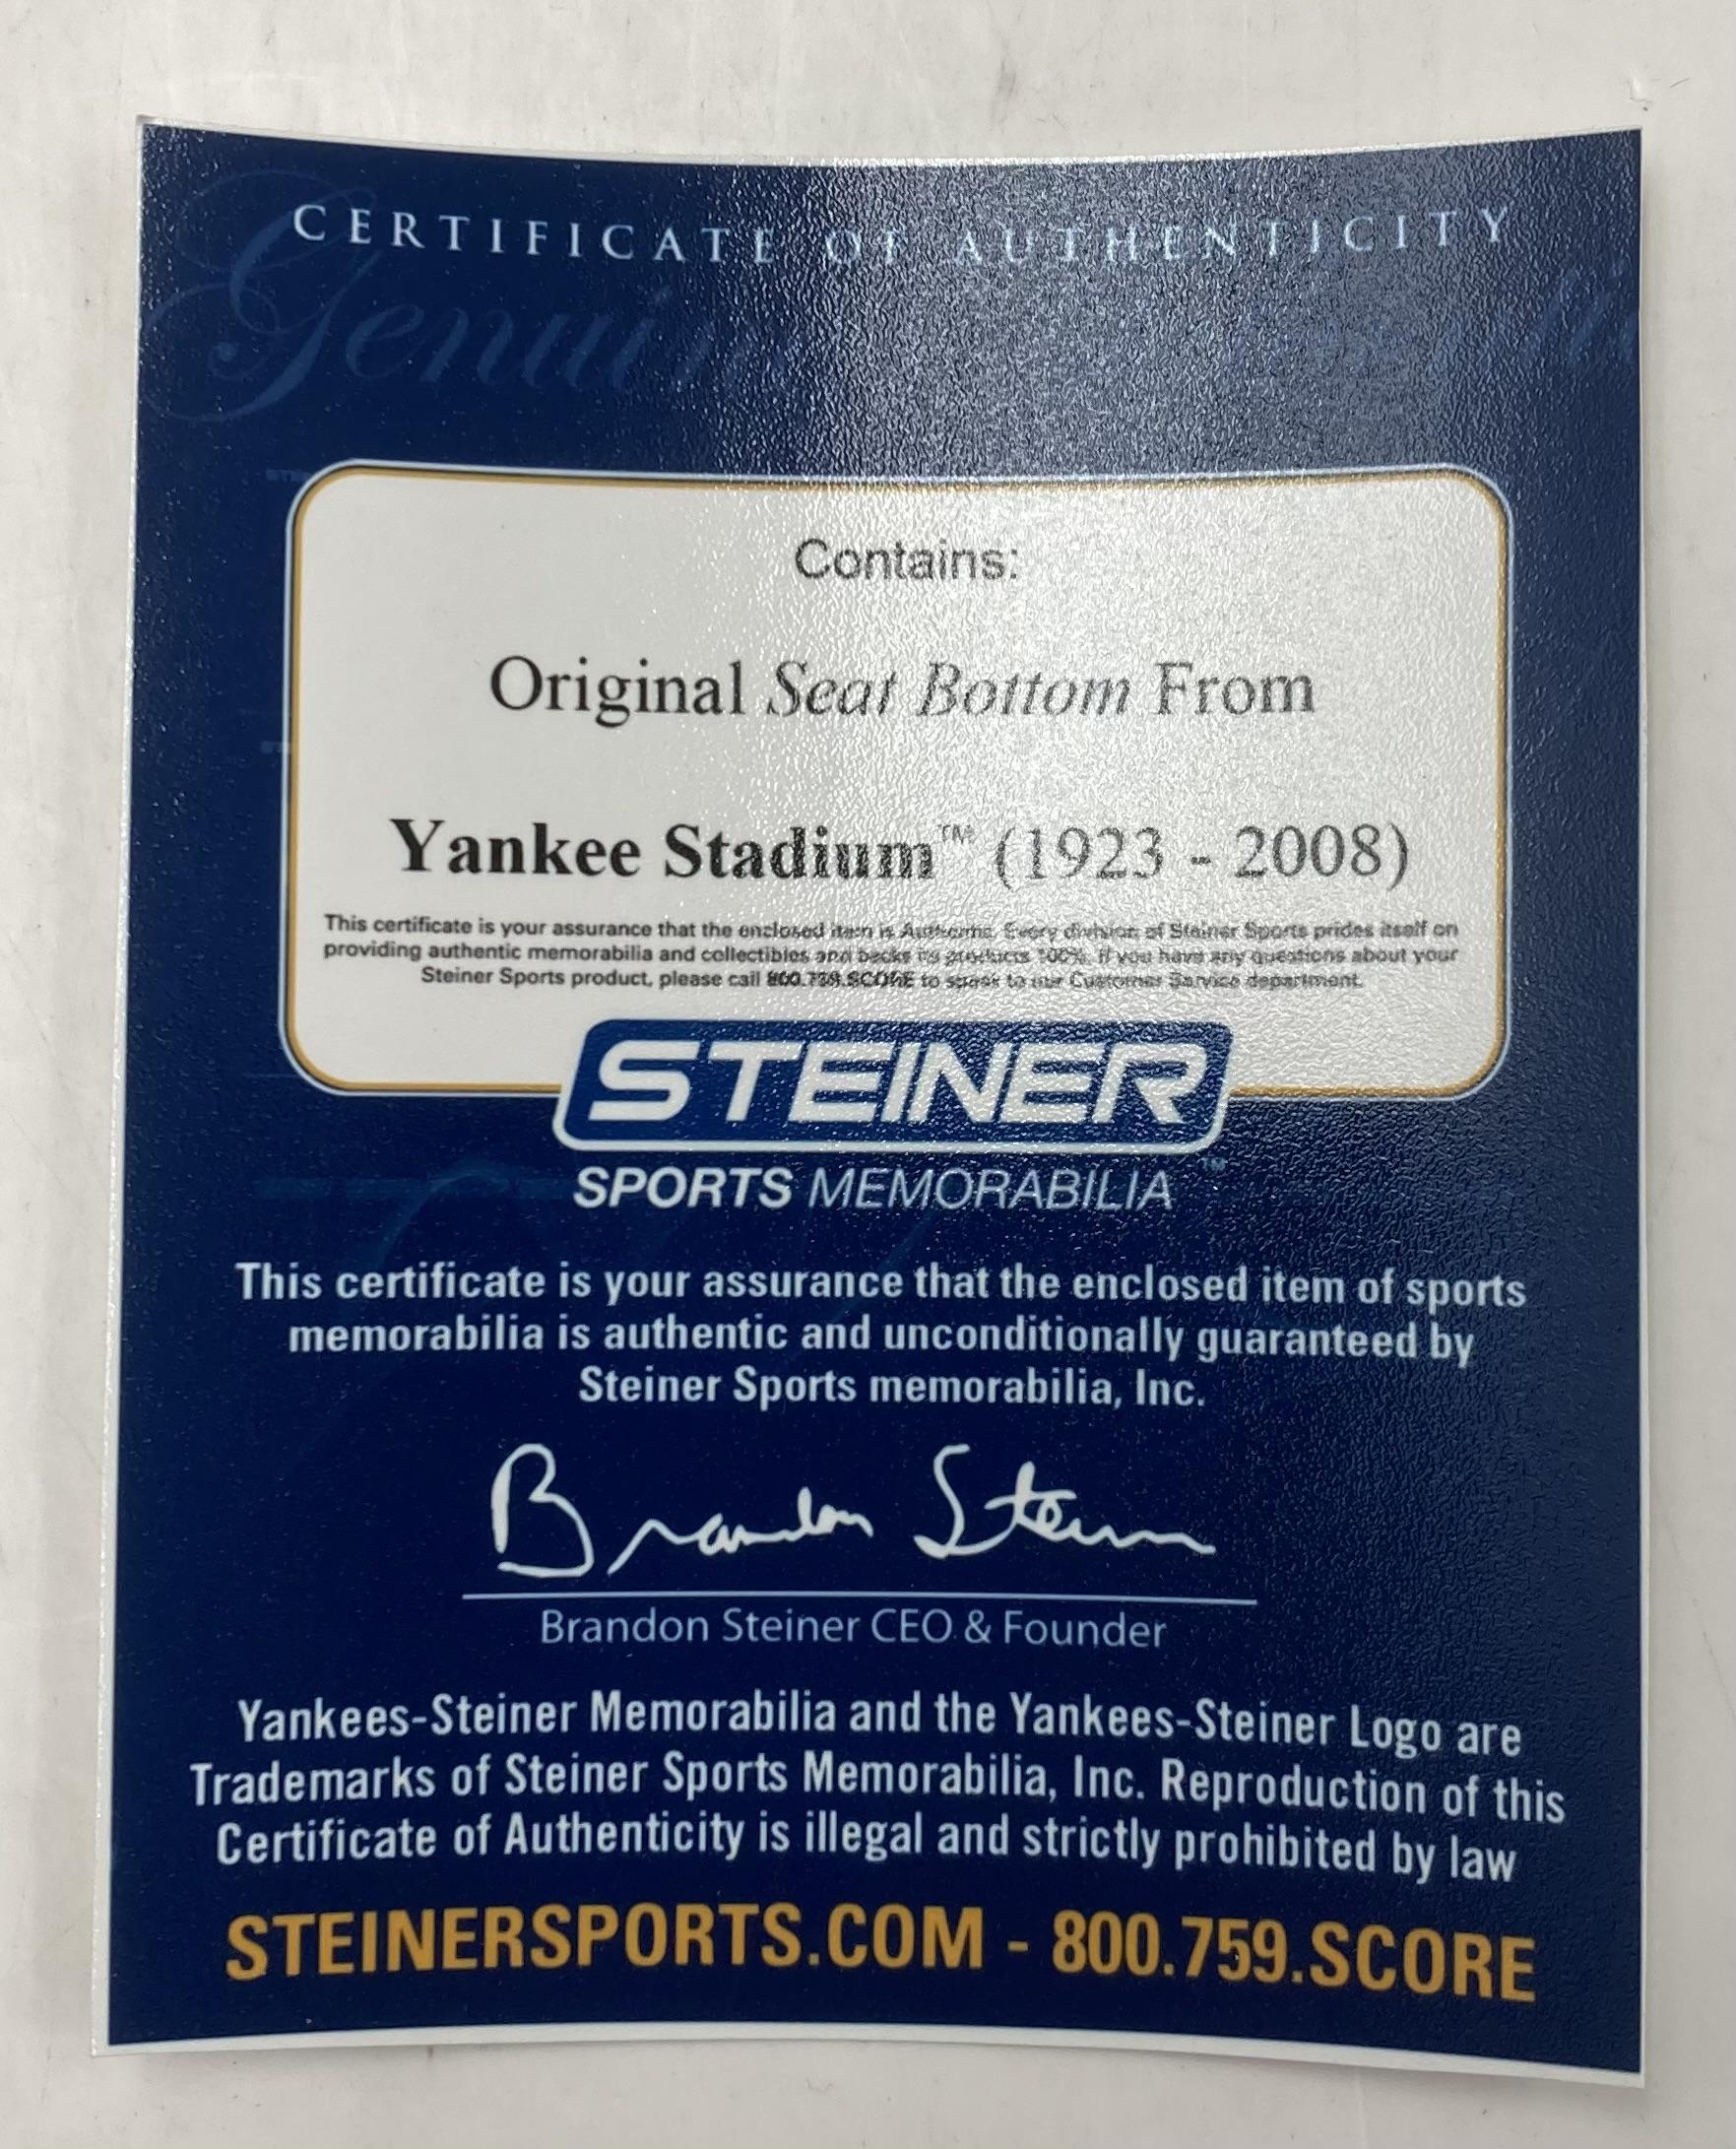 CERTIFICATE OF AUTHENTICITY
Genuine
Contains:
Original Seat Bottom From
Yankee Stadium™ (1923 - 2008)
This certificate is your assurance that the enclosed item is Authentic. Every division of Steiner Sports prides itself on
providing authentic memorabilia and collectibles and backs its products 100%. If you have any questions about your
Steiner Sports product, please call 800.759.SCORE to speak to our Customer Service department.
STEINER
SPORTS MEMORABILIA™
This certificate is your assurance that the enclosed item of sports
memorabilia is authentic and unconditionally guaranteed by
Steiner Sports memorabilia, Inc.
Brandon Steiner
Brandon Steiner CEO & Founder
Yankees-Steiner Memorabilia and the Yankees-Steiner Logo are
Trademarks of Steiner Sports Memorabilia, Inc. Reproduction of this
Certificate of Authenticity is illegal and strictly prohibited by law
STEINERSPORTS.COM - 800.759.SCORE